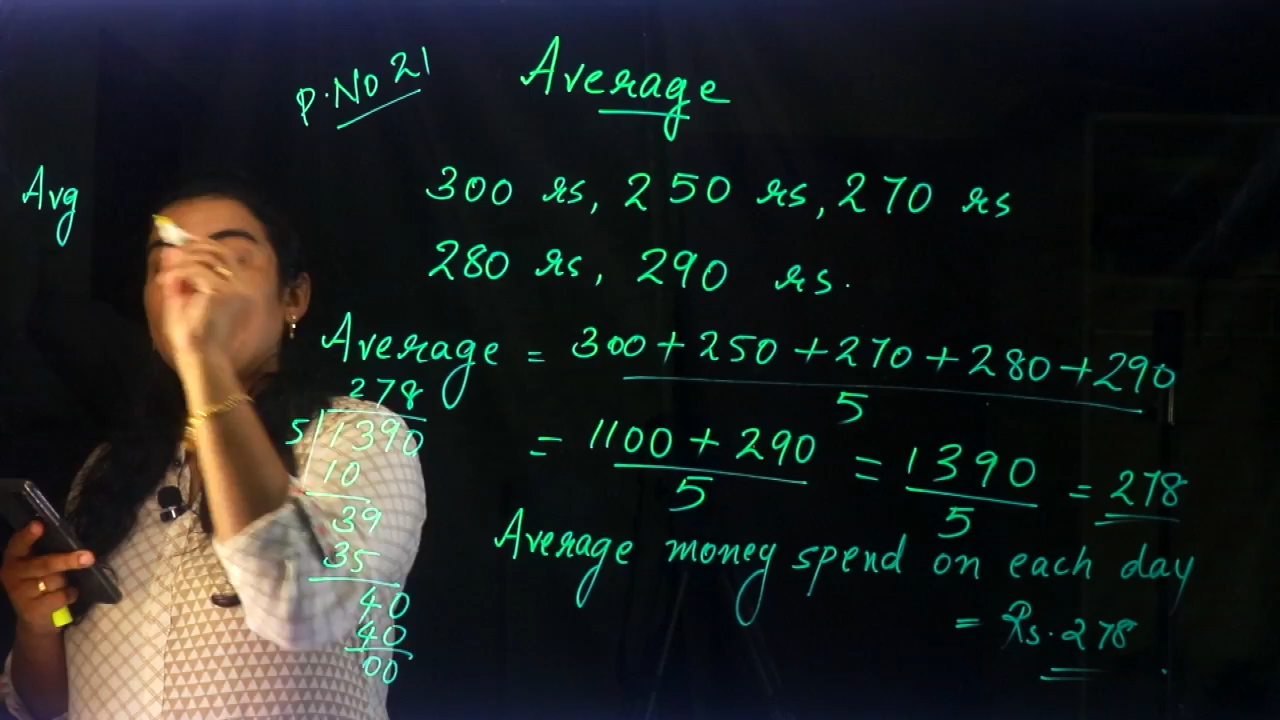 P.No 21
Average
Avg
300 rs, 250 rs, 270 rs
280 rs, 290 rs.
Average = 300 + 250 + 270 + 280 + 290
5
= 1100 + 290 = 1390 = 278
5 5
Average money spend on each day
= Rs. 278
278
5 1390
10
39
35
40
40
00